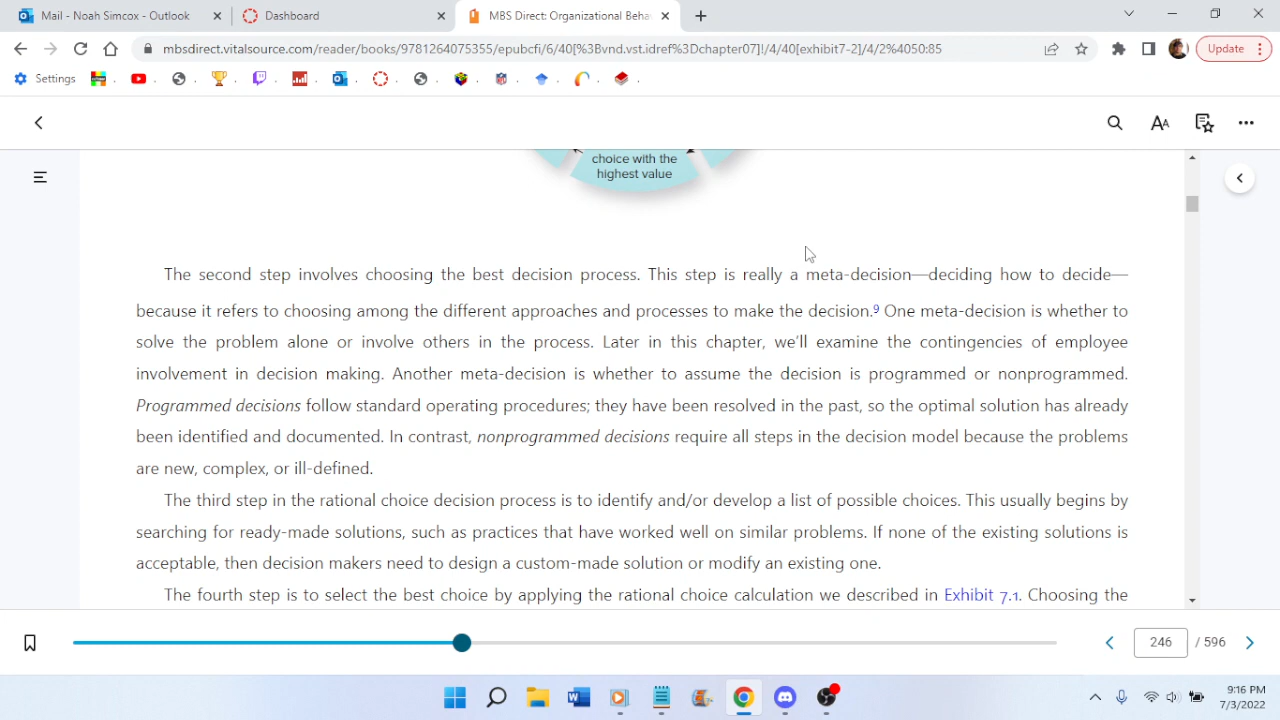 Mail - Noah Simcox - Outlook
Dashboard
MBS Direct: Organizational Beha
mbsdirect.vitalsource.com/reader/books/9781264075355/epubcfi/6/40[%3Bvnd.vst.idref%3Dchapter07]!/4/40[exhibit7-2]/4/2%4050:85
Update
Settings
choice with the
highest value
The second step involves choosing the best decision process. This step is really a meta-decision—deciding how to decide—
because it refers to choosing among the different approaches and processes to make the decision.9 One meta-decision is whether to
solve the problem alone or involve others in the process. Later in this chapter, we'll examine the contingencies of employee
involvement in decision making. Another meta-decision is whether to assume the decision is programmed or nonprogrammed.
Programmed decisions follow standard operating procedures; they have been resolved in the past, so the optimal solution has already
been identified and documented. In contrast, nonprogrammed decisions require all steps in the decision model because the problems
are new, complex, or ill-defined.
The third step in the rational choice decision process is to identify and/or develop a list of possible choices. This usually begins by
searching for ready-made solutions, such as practices that have worked well on similar problems. If none of the existing solutions is
acceptable, then decision makers need to design a custom-made solution or modify an existing one.
The fourth step is to select the best choice by applying the rational choice calculation we described in Exhibit 7.1. Choosing the
246 / 596
9:16 PM
7/3/2022